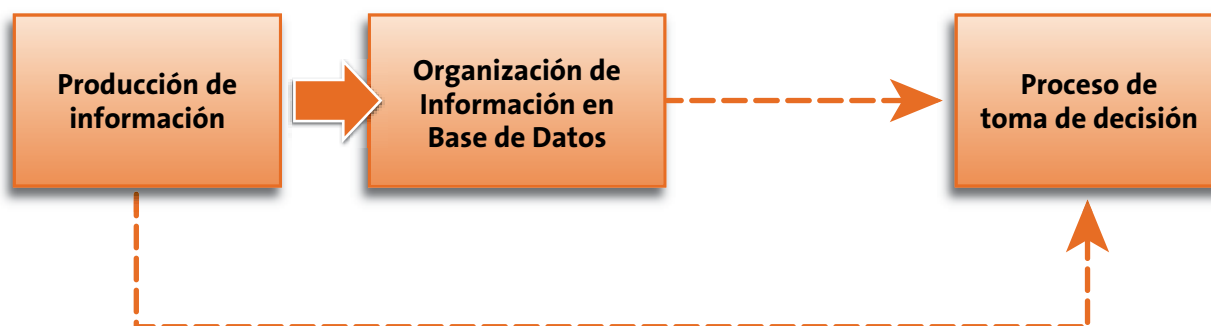 Producción de
información
Organización de
Información en
Base de Datos
Proceso de
toma de decisión